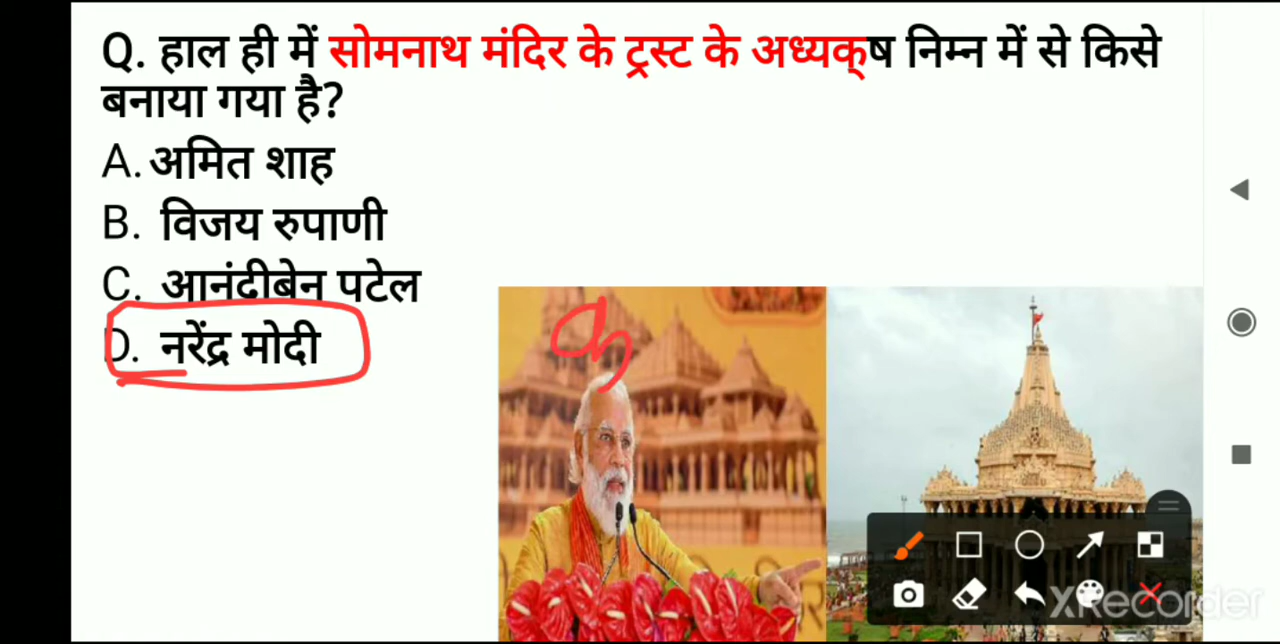 Q. हाल ही में सोमनाथ मंदिर के ट्रस्ट के अध्यक्ष निम्न में से किसे
बनाया गया है?
A. अमित शाह
B. विजय रुपाणी
C. आनंदीबेन पटेल
D. नरेंद्र मोदी
XRecorder